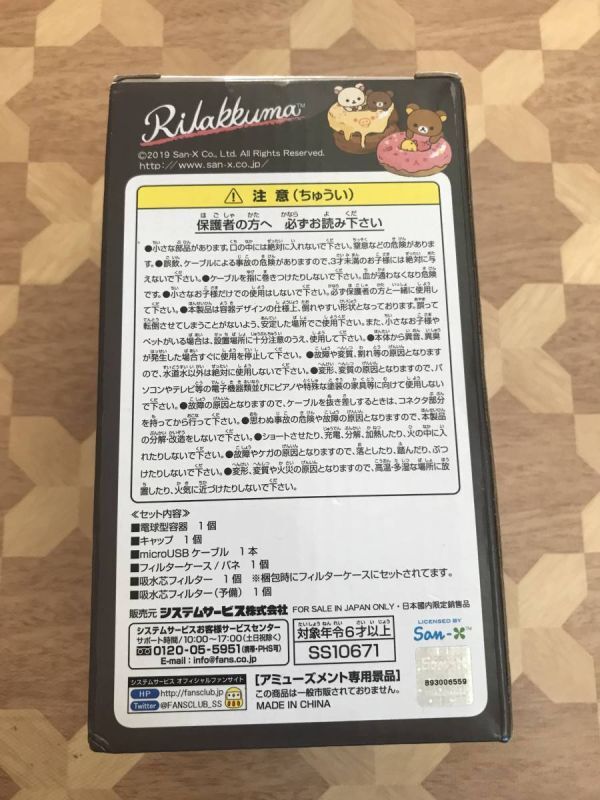 Rilakkuma™
©2019 San-X Co., Ltd. All Rights Reserved.
http://www.san-x.co.jp/
注意(ちゅうい)
保護者の方へ 必ずお読み下さい
●小さな部品があります。口の中には絶対に入れないで下さい。窒息などの危険がありま
す。●誤飲、ケーブルによる事故の危険がありますので、3才未満のお子様には絶対に与
えないで下さい。●ケーブルを指に巻きつけたりしないで下さい。血が通わなくなり危険
です。●小さなお子様だけでの使用はしないで下さい。必ず保護者の方と一緒に使用し
て下さい。●本製品は容器デザインの仕様上、倒れやすい形状となっております。誤って
転倒させてしまうことがないよう、安定した場所でご使用下さい。また、小さなお子様や
ペットがいる場合は、設置場所に十分注意のうえ、使用して下さい。●本体から異音、異臭
が発生した場合すぐに使用を停止して下さい。●故障や変質、割れ等の原因となります
ので、水道水以外は絶対に使用しないで下さい。●変形、変質の原因となりますので、パ
ソコンやテレビ等の電子機器類並びにピアノや特殊な塗装の家具等に向けて使用しない
で下さい。●故障の原因となりますので、ケーブルを抜き差しするときは、コネクタ部分
を持ってから行って下さい。●思わぬ事故の危険や故障の原因となりますので、本製品
の分解・改造をしないで下さい。●ショートさせたり、充電、分解、加熱したり、火の中に入
れたりしないで下さい。●故障やケガの原因となりますので、落としたり、踏んだり、ぶつ
けたりしないで下さい。●変形、変質や火災の原因となりますので、高温・多湿な場所に放
置したり、火気に近づけたりしないで下さい。
≪セット内容≫
■電球型容器 1個
■キャップ 1個
■microUSBケーブル 1本
■フィルターケース/バネ 1個
■吸水芯フィルター 1個 ※梱包時にフィルターケースにセットされてます。
■吸水芯フィルター(予備) 1個
販売元 システムサービス株式会社 FOR SALE IN JAPAN ONLY・日本国内限定販売品
システムサービスお客様サービスセンター
サポート時間/10:00〜17:00(土日祝除く)
0120-05-5951(携帯・PHS可)
E-mail : info@fans.co.jp
対象年令6才以上
SS10671
LICENSED BY
San-X™
893006559
システムサービス オフィシャルファンサイト
HP http://fansclub.jp/
Twitter @FANSCLUB_SS
【アミューズメント専用景品】
この商品は一般市販されておりません。
MADE IN CHINA